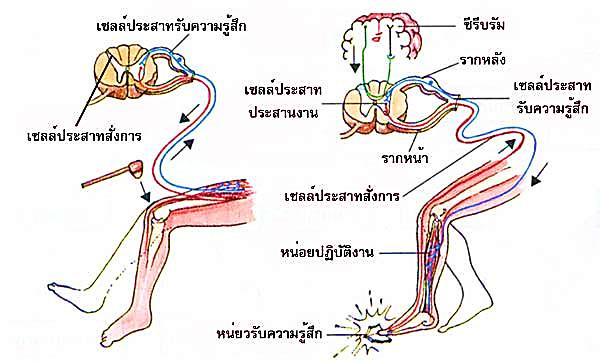 เซลล์ประสาทรับความรู้สึก
เซลล์ประสาทสั่งการ
ซีรีบรัม
รากหลัง
เซลล์ประสาท
ประสานงาน
เซลล์ประสาท
รับความรู้สึก
รากหน้า
เซลล์ประสาทสั่งการ
หน่อยปฏิบัติงาน
หน่ยวรับความรู้สึก